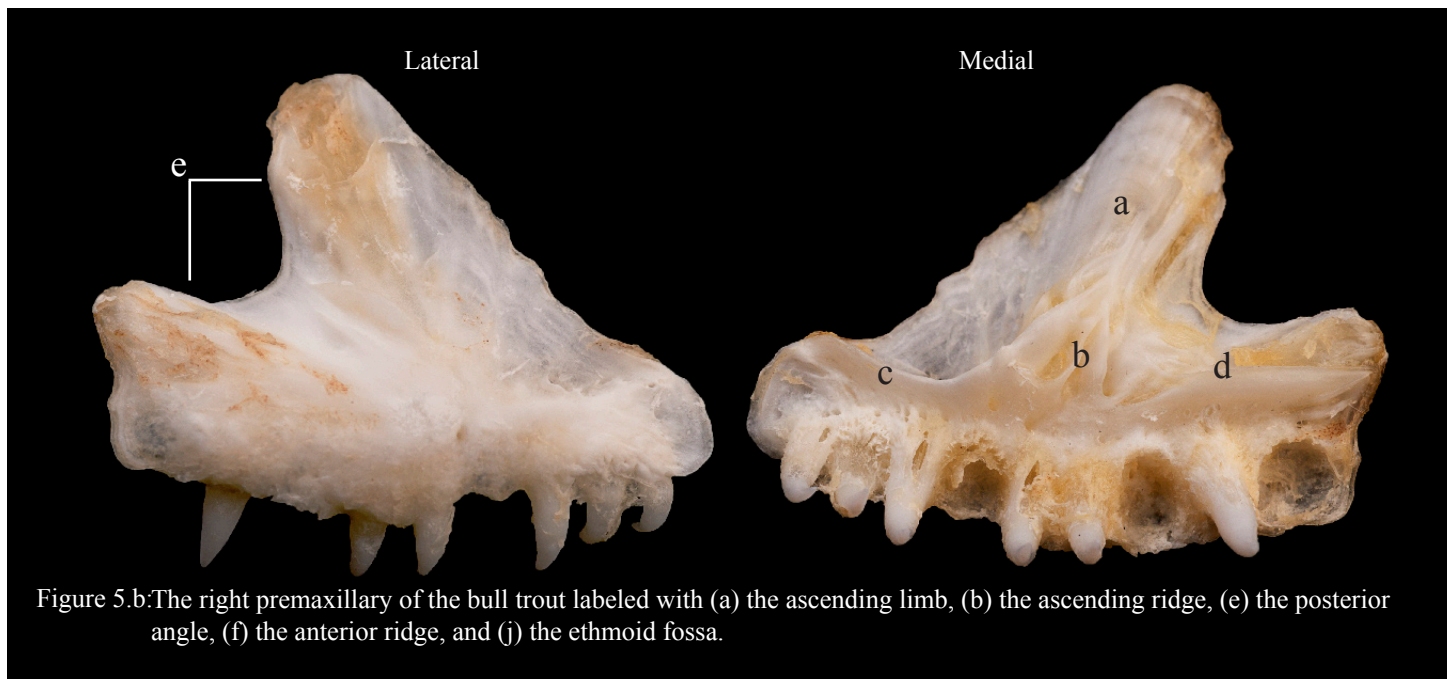 Lateral
Medial
e
a
b
c
d
Figure 5.b:The right premaxillary of the bull trout labeled with (a) the ascending limb, (b) the ascending ridge, (e) the posterior
angle, (f) the anterior ridge, and (j) the ethmoid fossa.